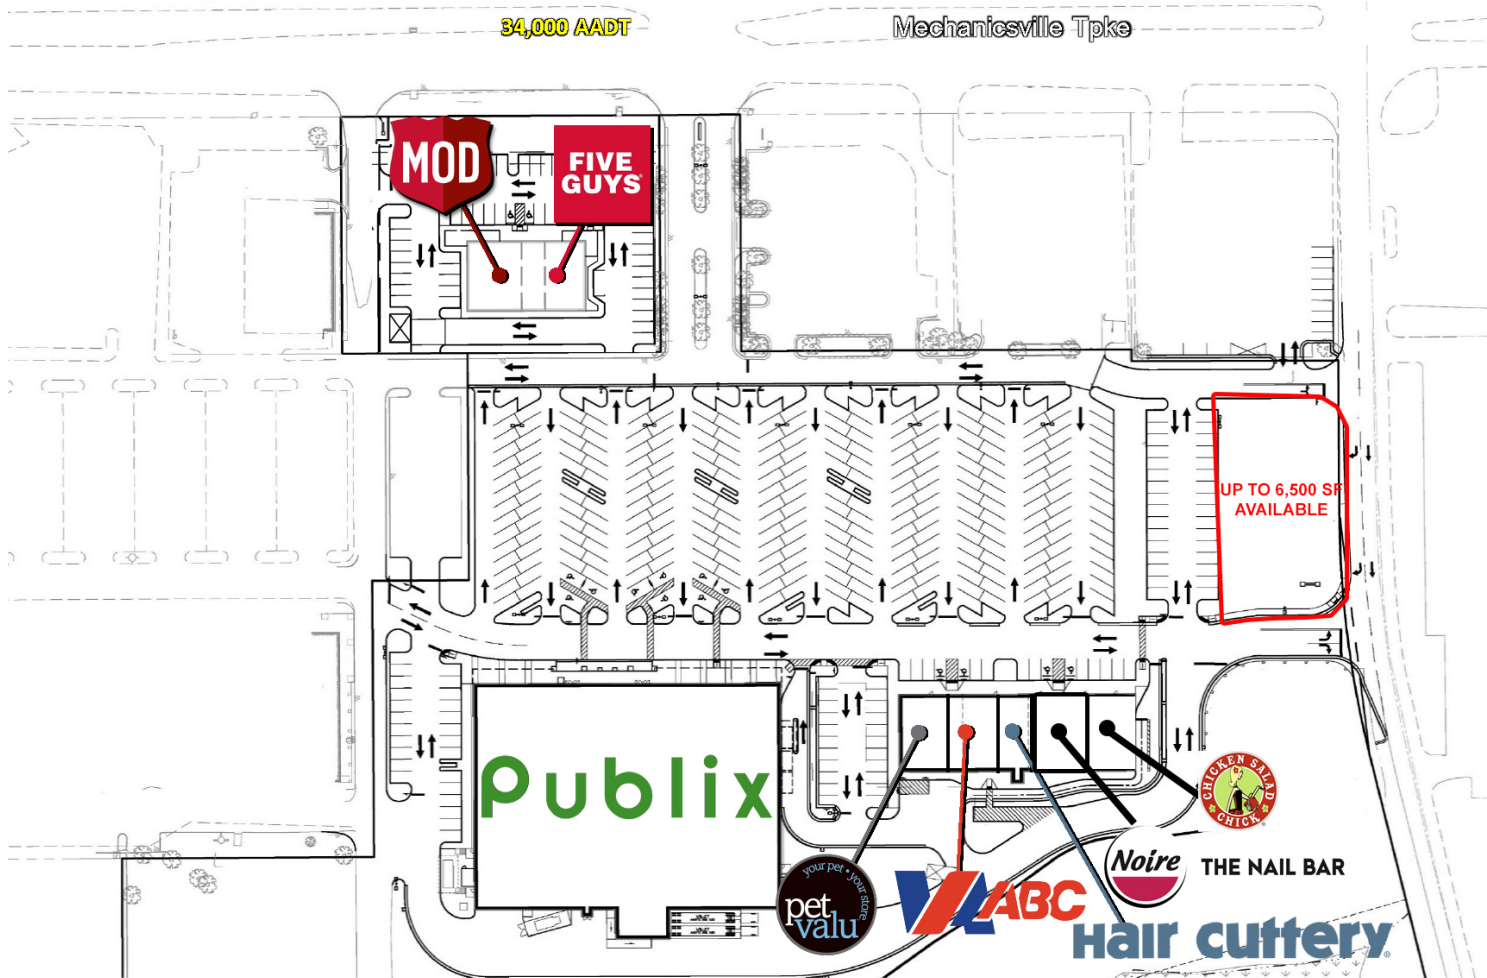 34,000 AADT
Mechanicsville Tpke
MOD
FIVE
GUYS
UP TO 6,500 SF
AVAILABLE
Publix
CHICKEN SALAD
CHICK
your pet • your store
pet
valu
VA ABC
Noire
THE NAIL BAR
Hair cuttery